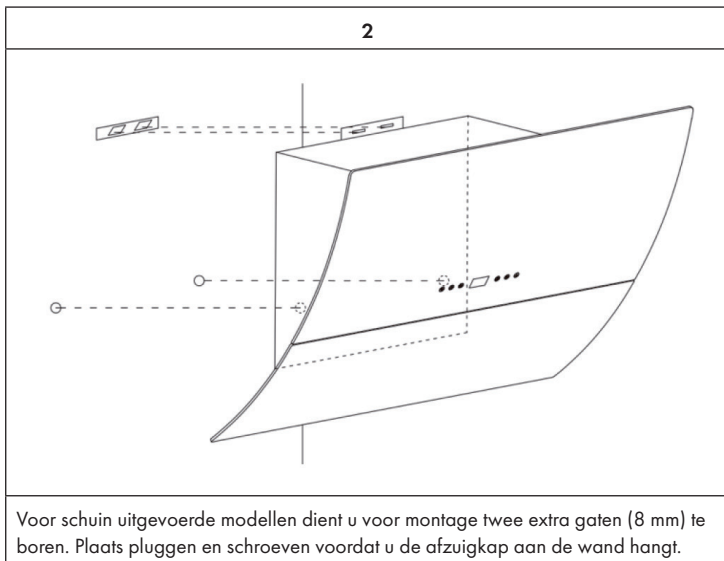 2
Voor schuin uitgevoerde modellen dient u voor montage twee extra gaten (8 mm) te
boren. Plaats pluggen en schroeven voordat u de afzuigkap aan de wand hangt.